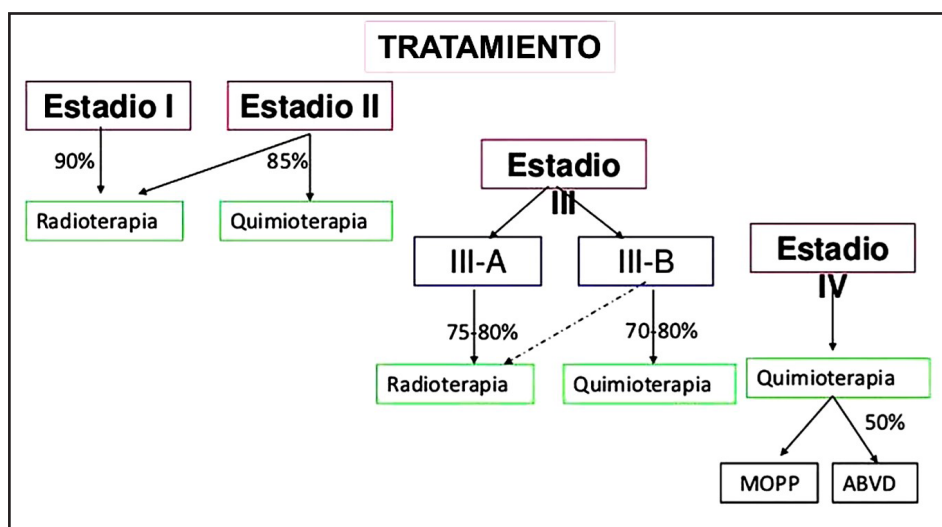 TRATAMIENTO
Estadio I
Estadio II
90%
85%
Radioterapia
Quimioterapia
Estadio
III
III-A
III-B
75-80%
70-80%
Radioterapia
Quimioterapia
Estadio
IV
Quimioterapia
50%
MOPP
ABVD